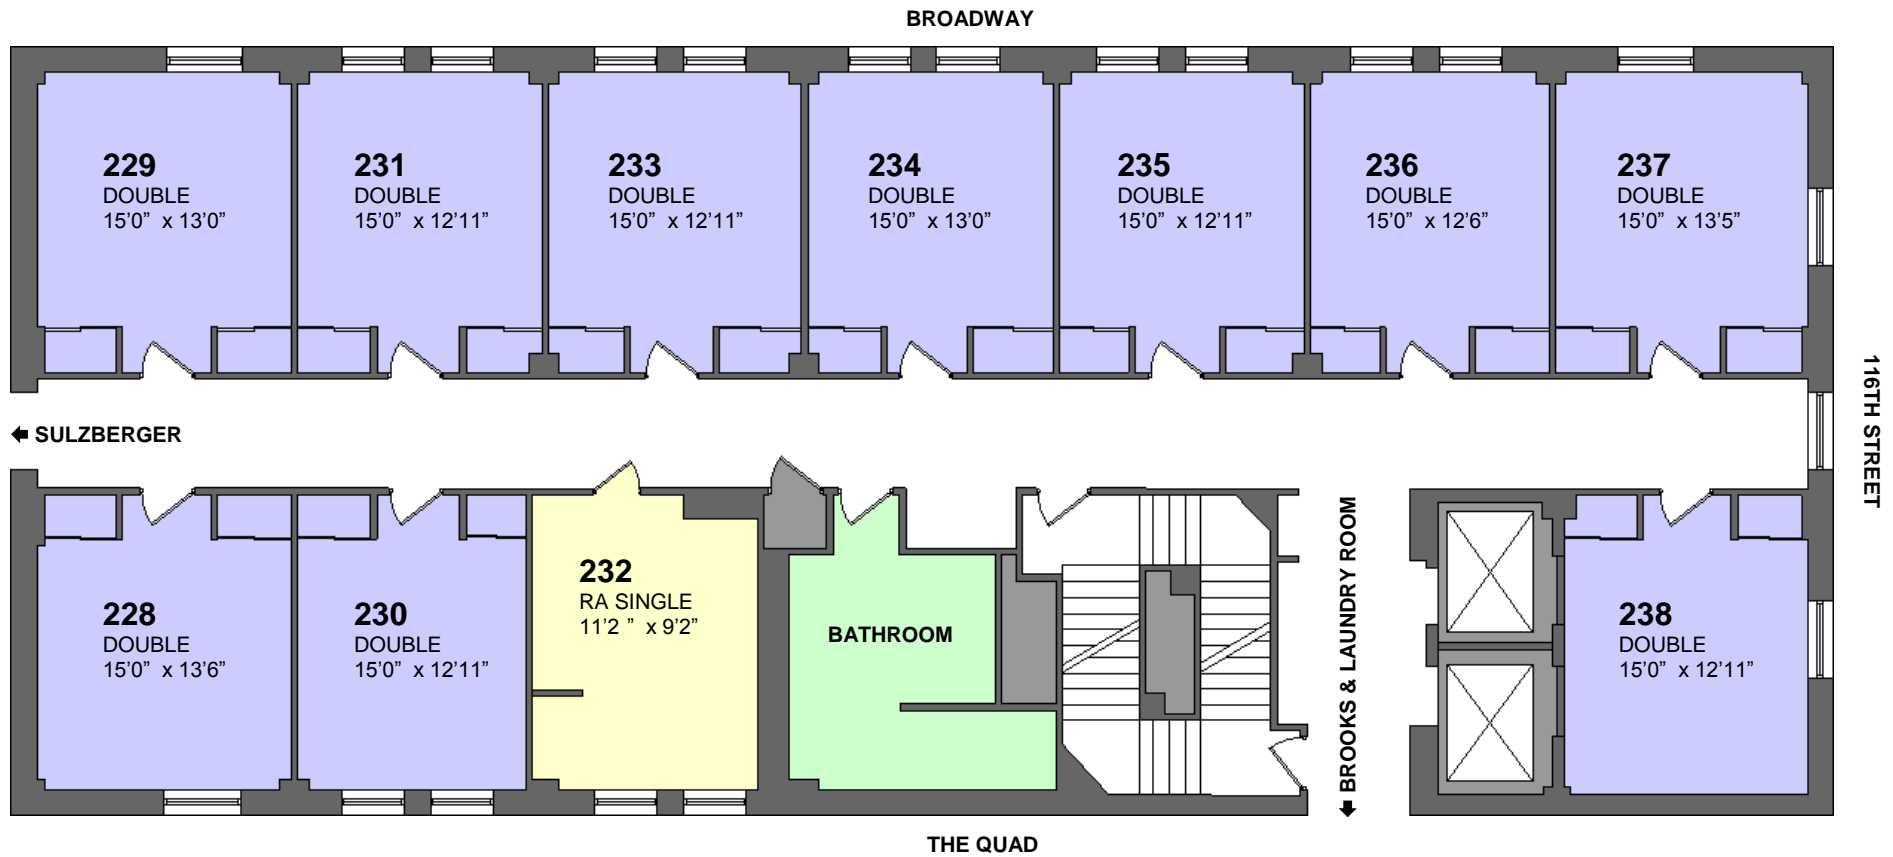 BROADWAY
229
DOUBLE
15’0” x 13’0”
231
DOUBLE
15’0” x 12’11”
233
DOUBLE
15’0” x 12’11”
234
DOUBLE
15’0” x 13’0”
235
DOUBLE
15’0” x 12’11”
236
DOUBLE
15’0” x 12’6”
237
DOUBLE
15’0” x 13’5”
116TH STREET
SULZBERGER
228
DOUBLE
15’0” x 13’6”
230
DOUBLE
15’0” x 12’11”
232
RA SINGLE
11’2 ” x 9’2”
BATHROOM
BROOKS & LAUNDRY ROOM
238
DOUBLE
15’0” x 12’11”
THE QUAD